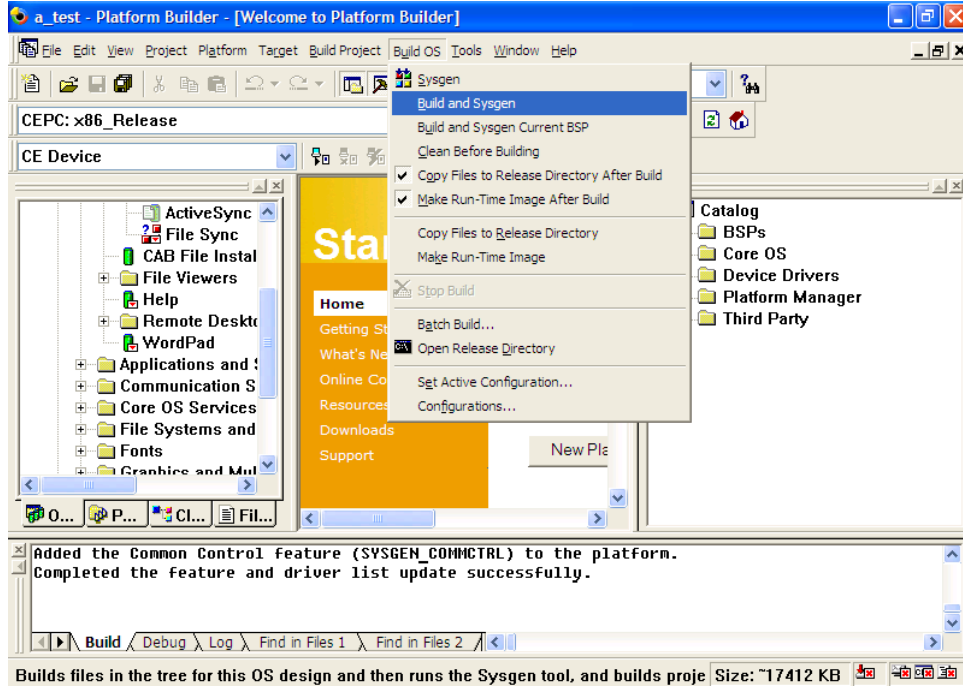 a_test - Platform Builder - [Welcome to Platform Builder]
File Edit View Project Platform Target Build Project Build OS Tools Window Help
CEPC: x86_Release
CE Device
Sysgen
Build and Sysgen
Build and Sysgen Current BSP
Clean Before Building
Copy Files to Release Directory After Build
Make Run-Time Image After Build
Copy Files to Release Directory
Make Run-Time Image
Stop Build
Batch Build...
Open Release Directory
Set Active Configuration...
Configurations...
ActiveSync
File Sync
CAB File Instal
File Viewers
Help
Remote Deskt
WordPad
Applications and
Communication S
Core OS Services
File Systems and
Fonts
Graphics and Mul
O... P... Cl... Fil...
Sta
Home
Getting St
What's Ne
Online Co
Resources
Downloads
Support
New Pla
Catalog
BSPs
Core OS
Device Drivers
Platform Manager
Third Party
Added the Common Control feature (SYSGEN_COMMCTRL) to the platform.
Completed the feature and driver list update successfully.
Build Debug Log Find in Files 1 Find in Files 2
Builds files in the tree for this OS design and then runs the Sysgen tool, and builds proje Size: ~17412 KB